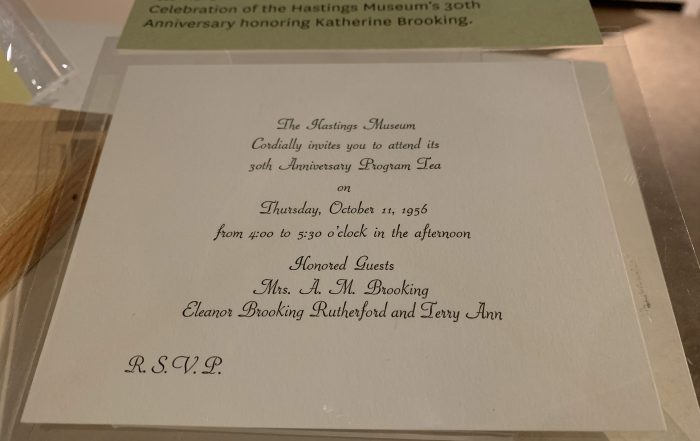 Celebration of the Hastings Museum's 30th
Anniversary honoring Katherine Brooking.
The Hastings Museum
Cordially invites you to attend its
30th Anniversary Program Tea
on
Thursday, October 11, 1956
from 4:00 to 5:30 o'clock in the afternoon
Honored Guests
Mrs. A. M. Brooking
Eleanor Brooking Rutherford and Terry Ann
R. S. V. P.